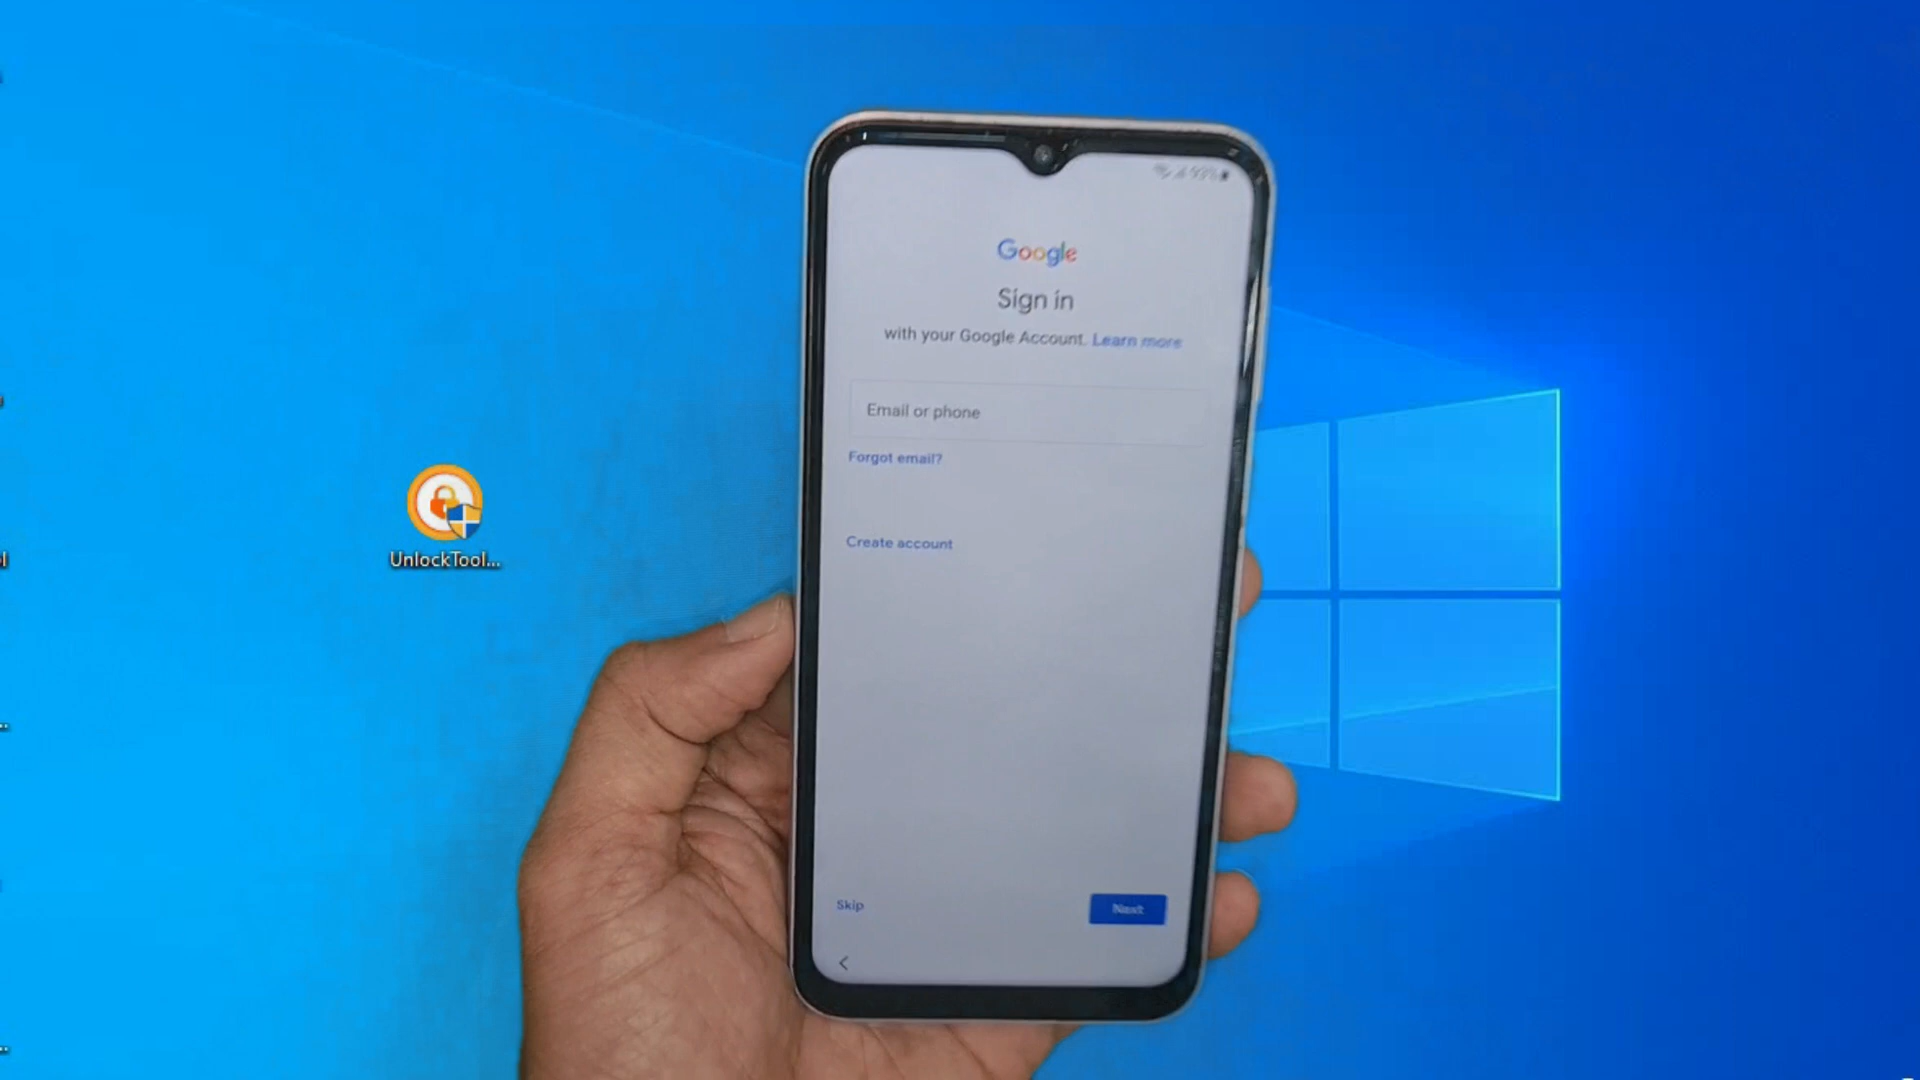 93%
Google
Sign in
with your Google Account. Learn more
Email or phone
Forgot email?
Create account
UnlockTool...
Skip
Next